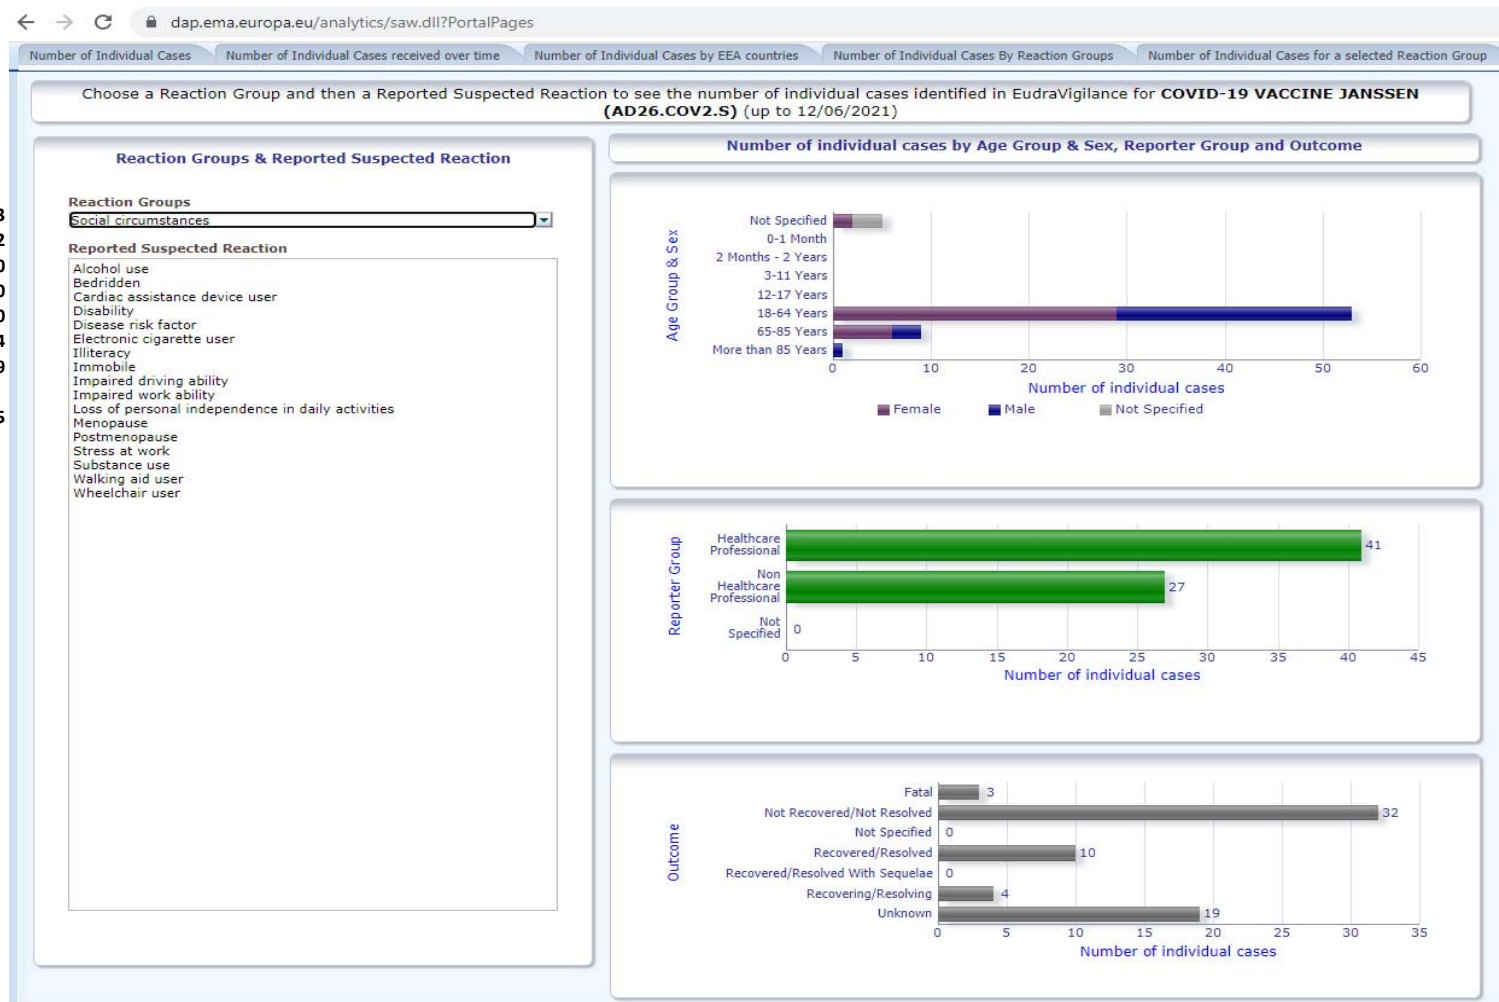 dap.ema.europa.eu/analytics/saw.dll?PortalPages
Number of Individual Cases
Number of Individual Cases received over time
Number of Individual Cases by EEA countries
Number of Individual Cases By Reaction Groups
Number of Individual Cases for a selected Reaction Group
Choose a Reaction Group and then a Reported Suspected Reaction to see the number of individual cases identified in EudraVigilance for COVID-19 VACCINE JANSSEN
(AD26.COV2.S) (up to 12/06/2021)
Reaction Groups & Reported Suspected Reaction
Reaction Groups
Social circumstances
Reported Suspected Reaction
Alcohol use
Bedridden
Cardiac assistance device user
Disability
Disease risk factor
Electronic cigarette user
Illiteracy
Immobile
Impaired driving ability
Impaired work ability
Loss of personal independence in daily activities
Menopause
Postmenopause
Stress at work
Substance use
Walking aid user
Wheelchair user
Number of individual cases by Age Group & Sex, Reporter Group and Outcome
Age Group & Sex
Not Specified
0-1 Month
2 Months - 2 Years
3-11 Years
12-17 Years
18-64 Years
65-85 Years
More than 85 Years
0 10 20 30 40 50 60
Number of individual cases
Female Male Not Specified
Reporter Group
Healthcare
Professional
41
Non
Healthcare
Professional
27
Not
Specified
0
0 5 10 15 20 25 30 35 40 45
Number of individual cases
Outcome
Fatal 3
Not Recovered/Not Resolved 32
Not Specified 0
Recovered/Resolved 10
Recovered/Resolved With Sequelae 0
Recovering/Resolving 4
Unknown 19
0 5 10 15 20 25 30 35
Number of individual cases